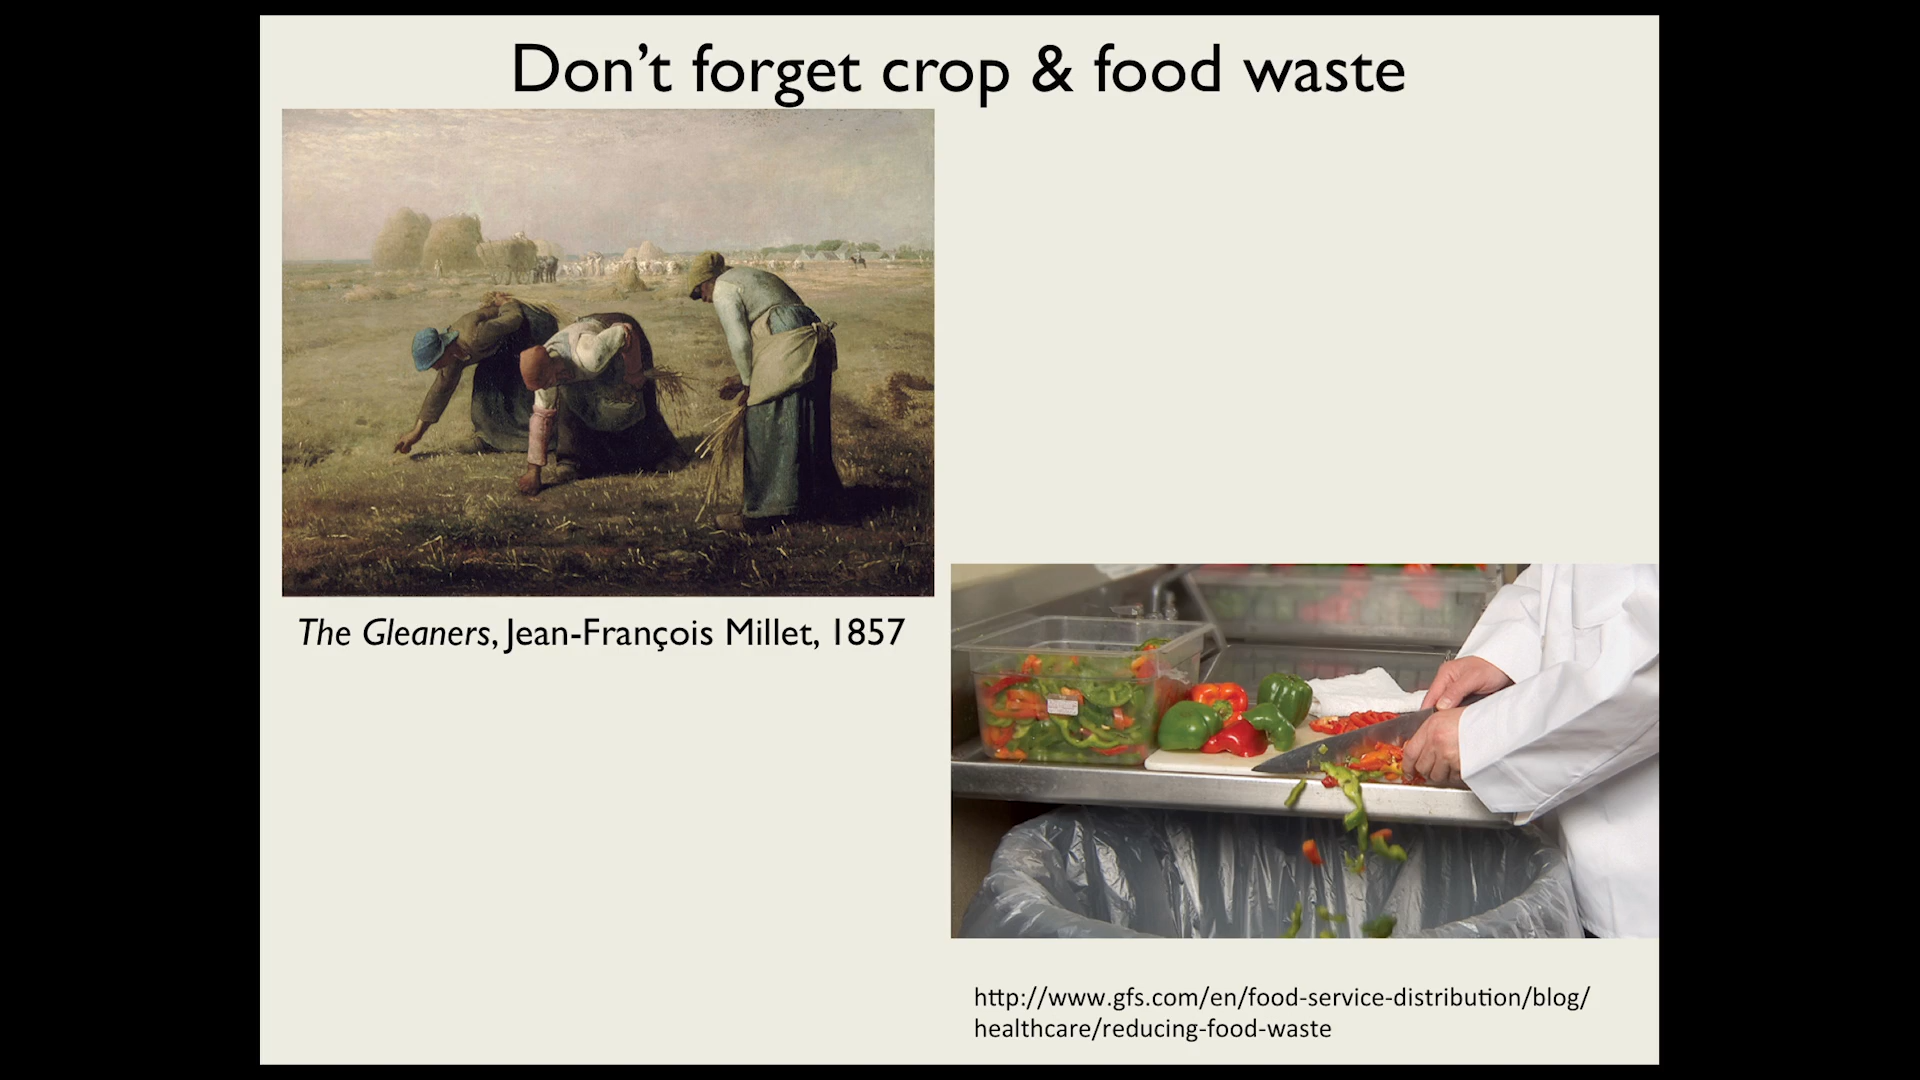 Don’t forget crop & food waste
The Gleaners, Jean-François Millet, 1857
http://www.gfs.com/en/food-service-distribution/blog/
healthcare/reducing-food-waste